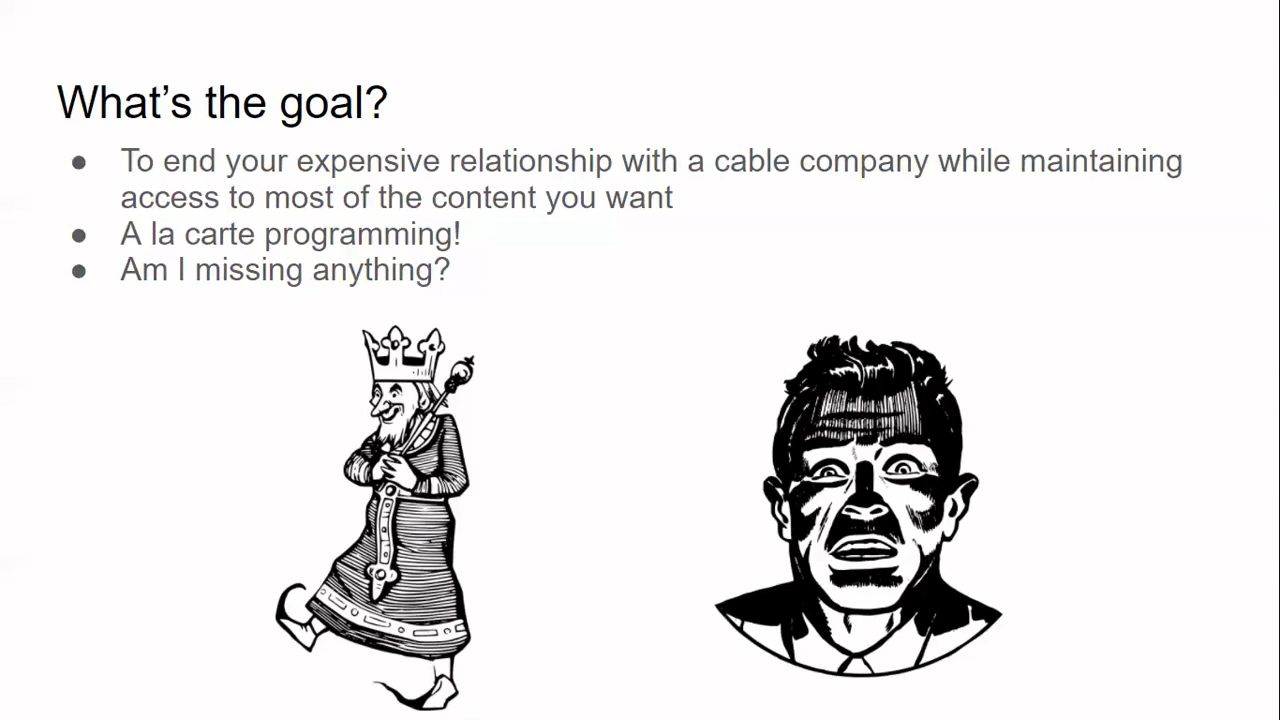 What's the goal?
● To end your expensive relationship with a cable company while maintaining
access to most of the content you want
● A la carte programming!
● Am I missing anything?